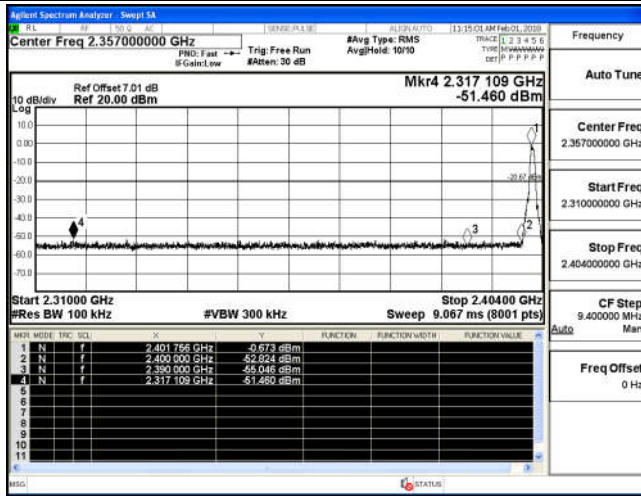 Agilent Spectrum Analyzer - Swept SA
RL RF 50 Ω AC SENSE:PULSE ALIGN AUTO 11:15:01 AM Feb 01, 2018
Center Freq 2.357000000 GHz
PNO: Fast
IFGain:Low
Trig: Free Run
#Atten: 30 dB
#Avg Type: RMS
Avg|Hold: 10/10
TRACE 1 2 3 4 5 6
TYPE MWWWWW
DET P P P P P P
Frequency
Auto Tune
Mkr4 2.317 109 GHz
-51.460 dBm
Ref Offset 7.01 dB
10 dB/div Ref 20.00 dBm
Log
10.0
0.00
-10.0
-20.0
-30.0
-40.0
-50.0
-60.0
-70.0
1
-20.67 dBm
4
3
2
Center Freq
2.357000000 GHz
Start Freq
2.310000000 GHz
Stop Freq
2.404000000 GHz
Start 2.31000 GHz Stop 2.40400 GHz
#Res BW 100 kHz #VBW 300 kHz Sweep 9.067 ms (8001 pts)
CF Step
9.400000 MHz
Auto Man
MKR MODE TRC SCL X Y FUNCTION FUNCTION WIDTH FUNCTION VALUE
1 N f 2.401 766 GHz -0.673 dBm
2 N f 2.400 000 GHz -52.824 dBm
3 N f 2.390 000 GHz -55.046 dBm
4 N f 2.317 109 GHz -51.460 dBm
5
6
7
8
9
10
11
Freq Offset
0 Hz
MSG STATUS